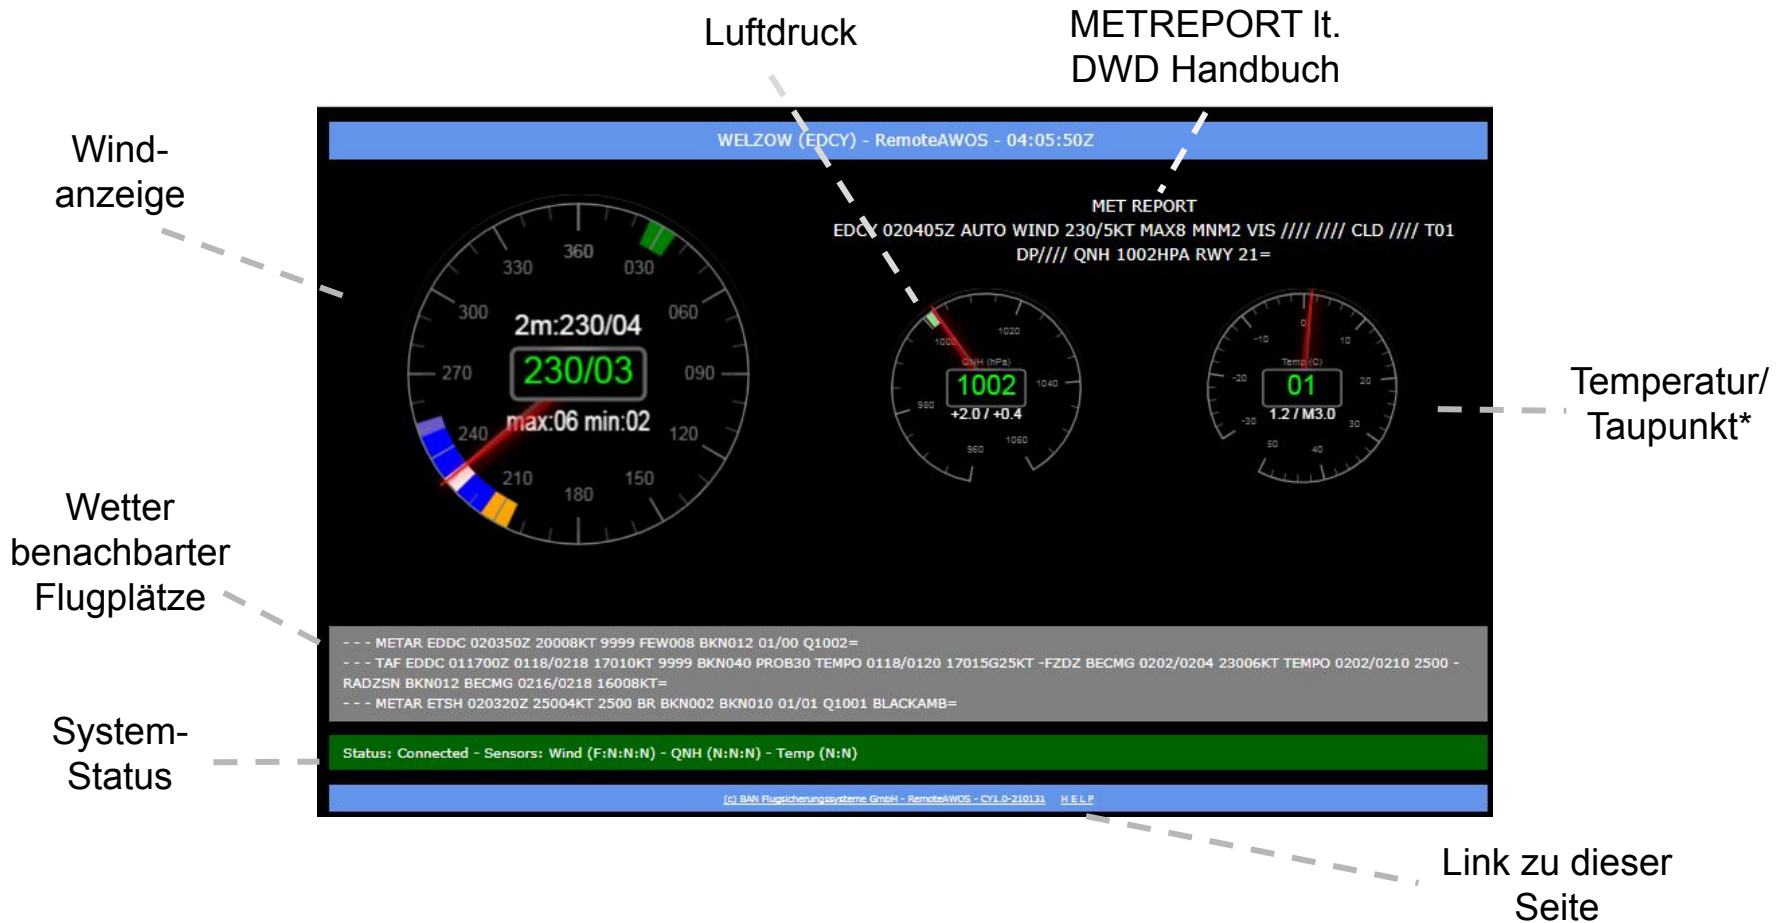 Luftdruck
METREPORT lt.
DWD Handbuch
Wind-
anzeige
WELZOW (EDCY) - RemoteAWOS - 04:05:50Z
MET REPORT
EDCY 020405Z AUTO WIND 230/5KT MAX8 MNM2 VIS //// //// CLD //// T01
DP//// QNH 1002HPA RWY 21=
360
030
060
090
120
150
180
210
240
270
300
330
2m:230/04
230/03
max:06 min:02
960
980
1000
1020
1040
1060
QNH (hPa)
1002
+2.0 / +0.4
-30
-20
-10
0
10
20
30
40
50
Temp (C)
01
1.2 / M3.0
Temperatur/
Taupunkt*
Wetter
benachbarter
Flugplätze
- - - METAR EDDC 020350Z 20008KT 9999 FEW008 BKN012 01/00 Q1002=
- - - TAF EDDC 011700Z 0118/0218 17010KT 9999 BKN040 PROB30 TEMPO 0118/0120 17015G25KT -FZDZ BECMG 0202/0204 23006KT TEMPO 0202/0210 2500 -
RADZSN BKN012 BECMG 0216/0218 16008KT=
- - - METAR ETSH 020320Z 25004KT 2500 BR BKN002 BKN010 01/01 Q1001 BLACKAMB=
System-
Status
Status: Connected - Sensors: Wind (F:N:N:N) - QNH (N:N:N) - Temp (N:N)
(c) BAN Flugsicherungssysteme GmbH - RemoteAWOS - CY1.0-210131 H E L P
Link zu dieser
Seite